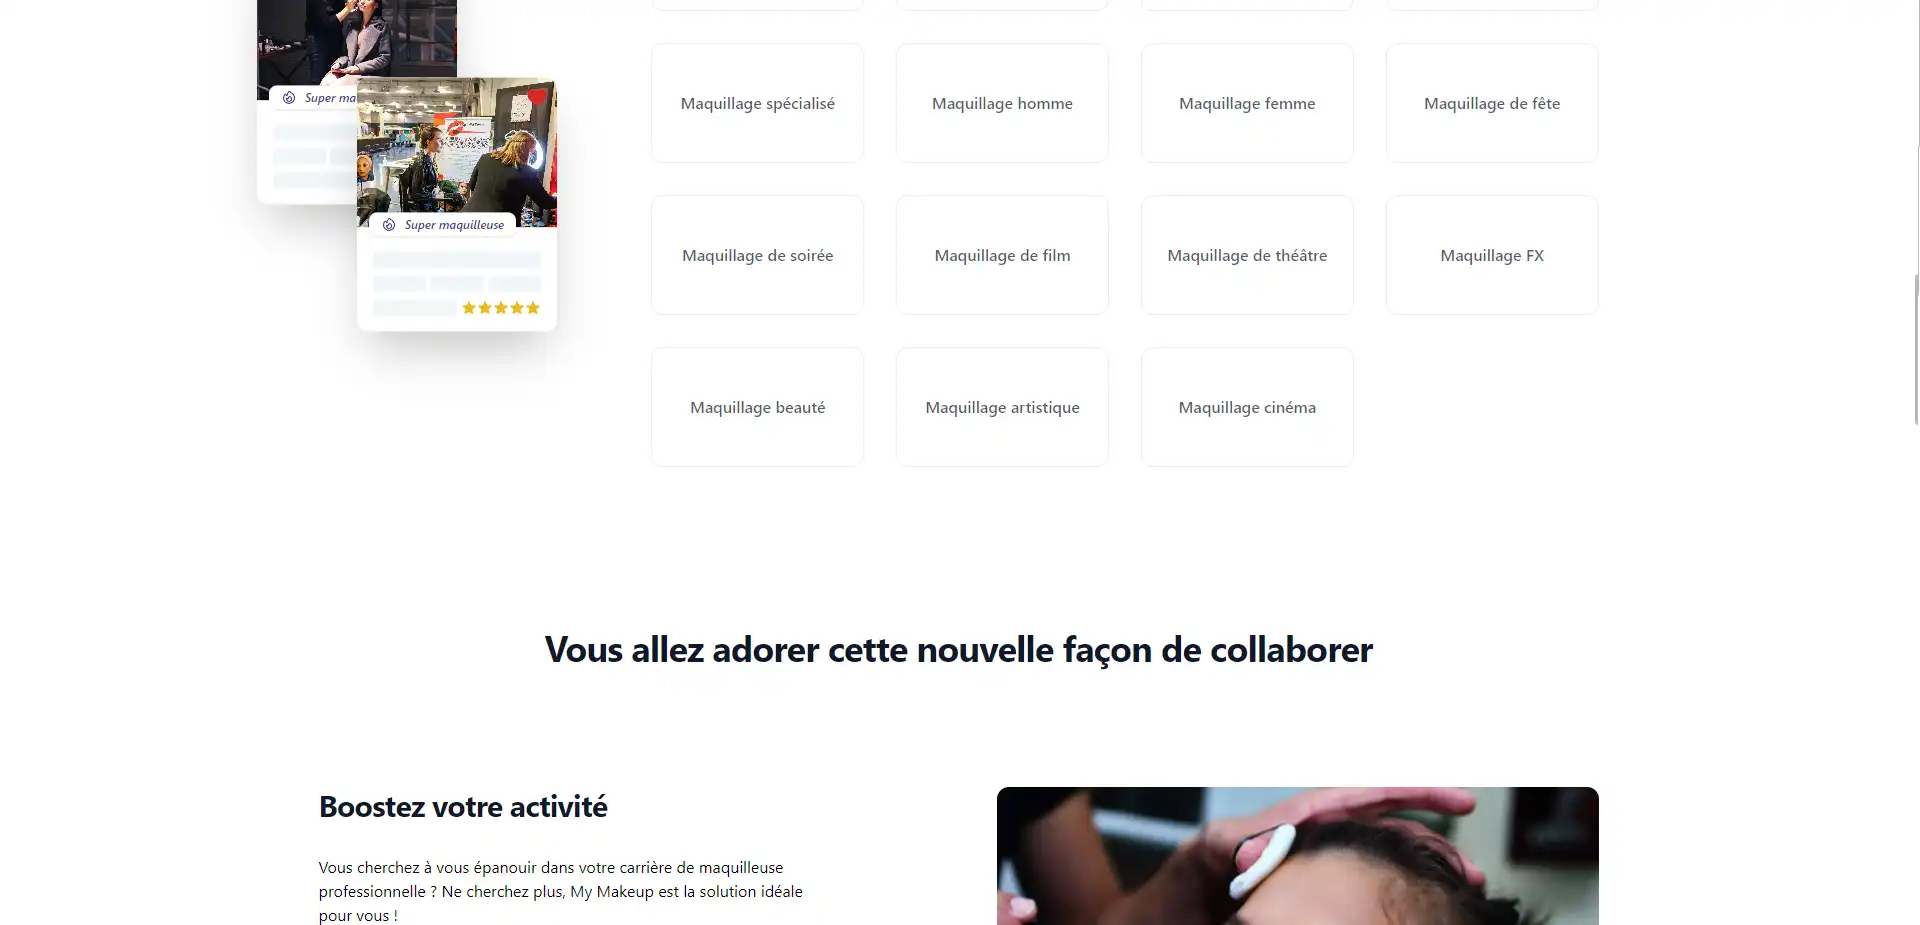 Super ma
Super maquilleuse
Maquillage spécialisé
Maquillage homme
Maquillage femme
Maquillage de fête
Maquillage de soirée
Maquillage de film
Maquillage de théâtre
Maquillage FX
Maquillage beauté
Maquillage artistique
Maquillage cinéma
Vous allez adorer cette nouvelle façon de collaborer
Boostez votre activité
Vous cherchez à vous épanouir dans votre carrière de maquilleuse
professionnelle ? Ne cherchez plus, My Makeup est la solution idéale
pour vous !